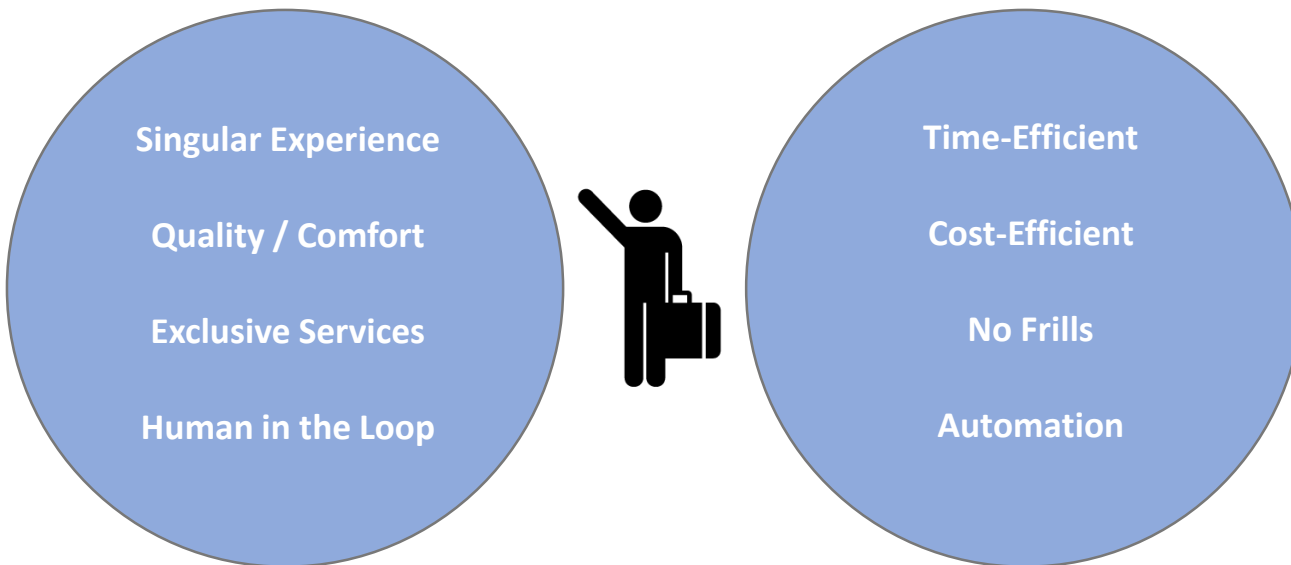 Singular Experience
Quality / Comfort
Exclusive Services
Human in the Loop
Time-Efficient
Cost-Efficient
No Frills
Automation